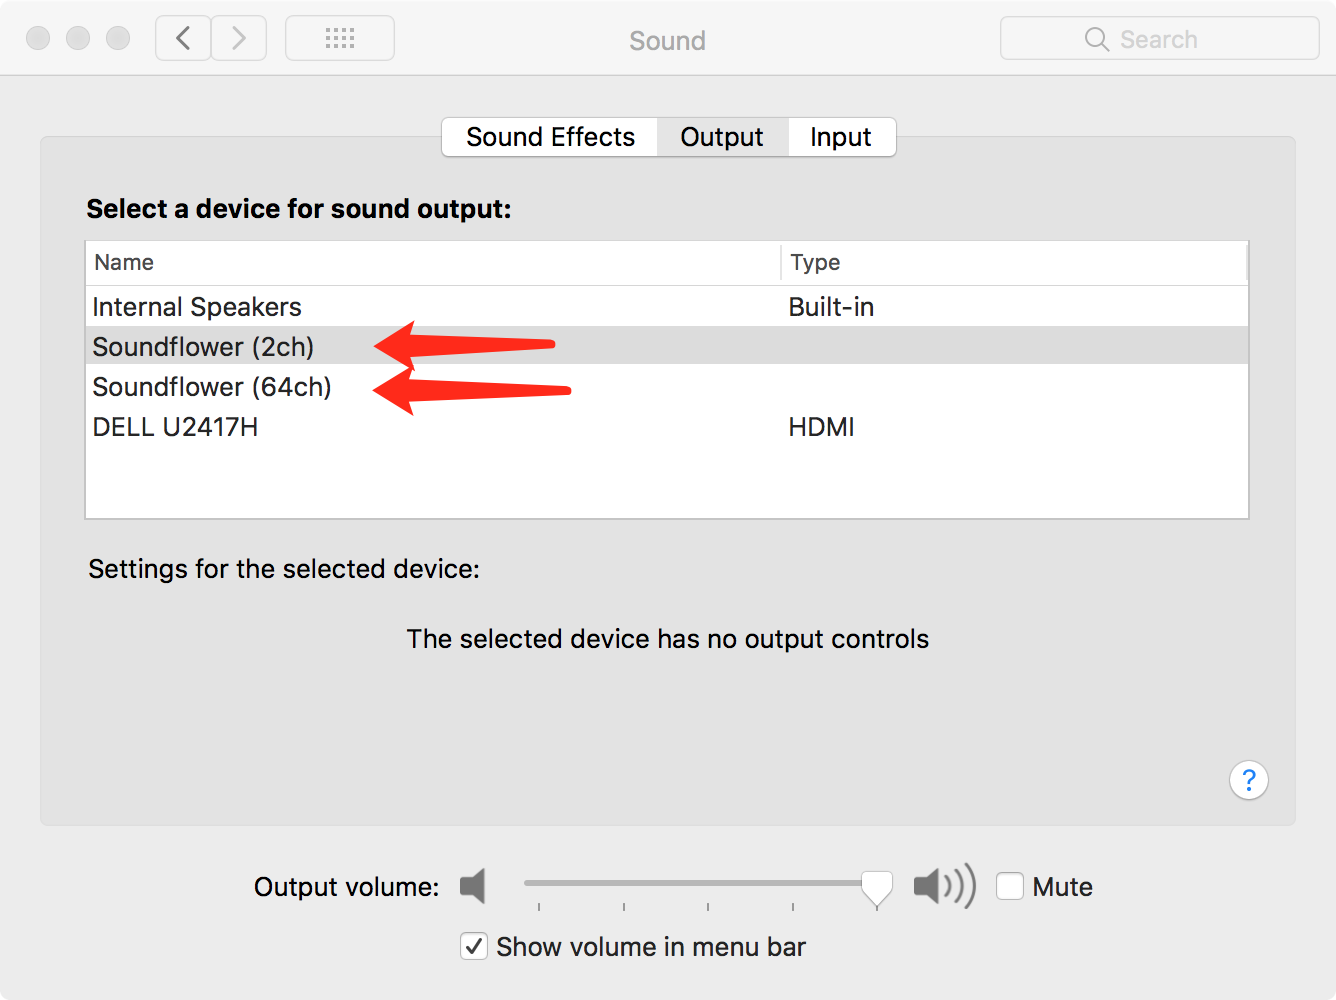 Sound
Search
Sound Effects Output Input
Select a device for sound output:
Name Type
Internal Speakers Built-in
Soundflower (2ch)
Soundflower (64ch)
DELL U2417H HDMI
Settings for the selected device:
The selected device has no output controls
?
Output volume: Mute
Show volume in menu bar